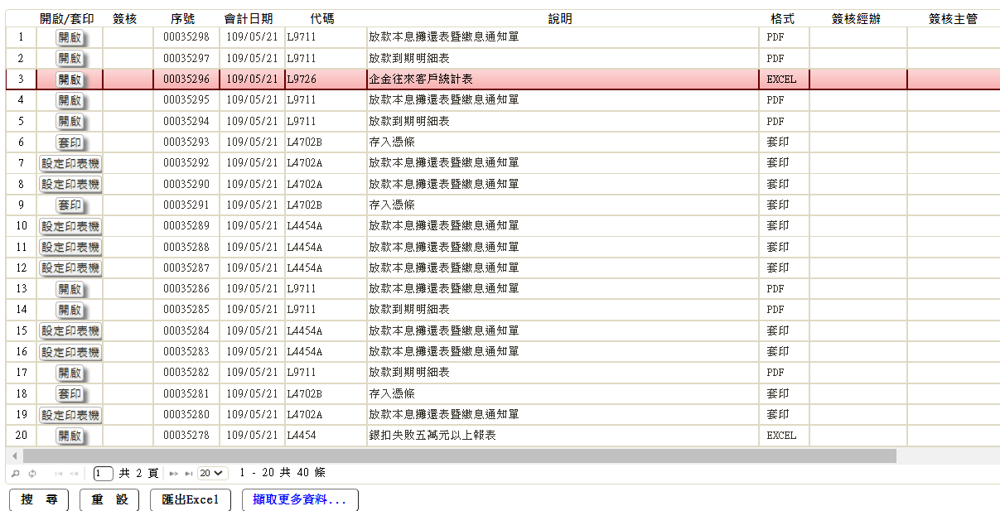 開啟/套印 簽核 序號 會計日期 代碼 說明 格式 簽核經辦 簽核主管
1 開啟 00035298 109/05/21 L9711 放款本息攤還表暨繳息通知單 PDF
2 開啟 00035297 109/05/21 L9711 放款到期明細表 PDF
3 開啟 00035296 109/05/21 L9726 企金往來客戶統計表 EXCEL
4 開啟 00035295 109/05/21 L9711 放款本息攤還表暨繳息通知單 PDF
5 開啟 00035294 109/05/21 L9711 放款到期明細表 PDF
6 套印 00035293 109/05/21 L4702B 存入憑條 套印
7 設定印表機 00035292 109/05/21 L4702A 放款本息攤還表暨繳息通知單 套印
8 設定印表機 00035290 109/05/21 L4702A 放款本息攤還表暨繳息通知單 套印
9 套印 00035291 109/05/21 L4702B 存入憑條 套印
10 設定印表機 00035289 109/05/21 L4454A 放款本息攤還表暨繳息通知單 套印
11 設定印表機 00035288 109/05/21 L4454A 放款本息攤還表暨繳息通知單 套印
12 設定印表機 00035287 109/05/21 L4454A 放款本息攤還表暨繳息通知單 套印
13 開啟 00035286 109/05/21 L9711 放款本息攤還表暨繳息通知單 PDF
14 開啟 00035285 109/05/21 L9711 放款到期明細表 PDF
15 設定印表機 00035284 109/05/21 L4454A 放款本息攤還表暨繳息通知單 套印
16 設定印表機 00035283 109/05/21 L4454A 放款本息攤還表暨繳息通知單 套印
17 開啟 00035282 109/05/21 L9711 放款到期明細表 PDF
18 套印 00035281 109/05/21 L4702B 存入憑條 套印
19 設定印表機 00035280 109/05/21 L4702A 放款本息攤還表暨繳息通知單 套印
20 開啟 00035278 109/05/21 L4454 銀扣失敗五萬元以上報表 EXCEL
1 共 2 頁 20 1 - 20 共 40 條
搜 尋 重 設 匯出Excel 擷取更多資料...